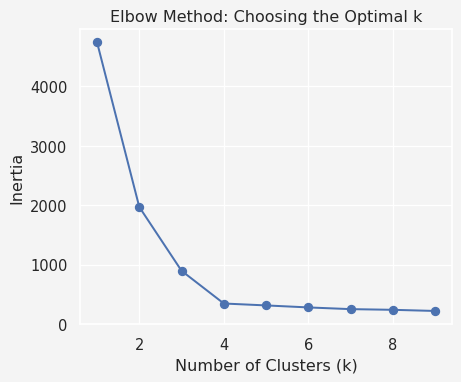 Elbow Method: Choosing the Optimal k
4000
3000
2000
1000
0
Inertia
2 4 6 8
Number of Clusters (k)